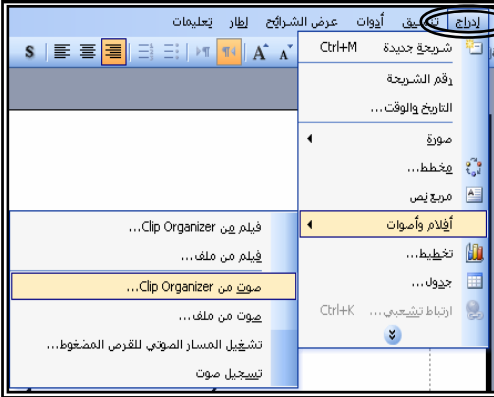 إدراج تنسيق أدوات عرض الشرائح إطار تعليمات
شريحة جديدة Ctrl+M
رقم الشريحة
التاريخ والوقت...
صورة
مخطط...
مربع نص
أفلام وأصوات
تخطيط...
جدول...
ارتباط تشعبي... Ctrl+K
فيلم من Clip Organizer...
فيلم من ملف...
صوت من Clip Organizer...
صوت من ملف...
تشغيل المسار الصوتي للقرص المضغوط...
تسجيل صوت